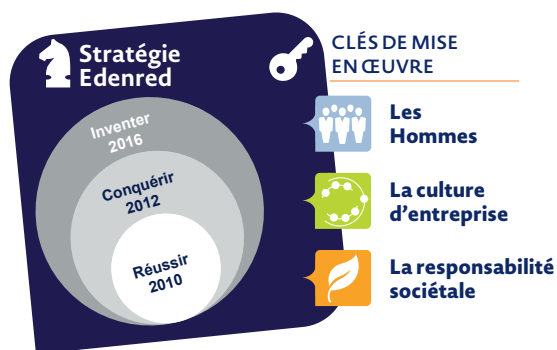 Stratégie
Edenred
Inventer
2016
Conquérir
2012
Réussir
2010
CLÉS DE MISE
EN ŒUVRE
Les
Hommes
La culture
d'entreprise
La responsabilité
sociétale